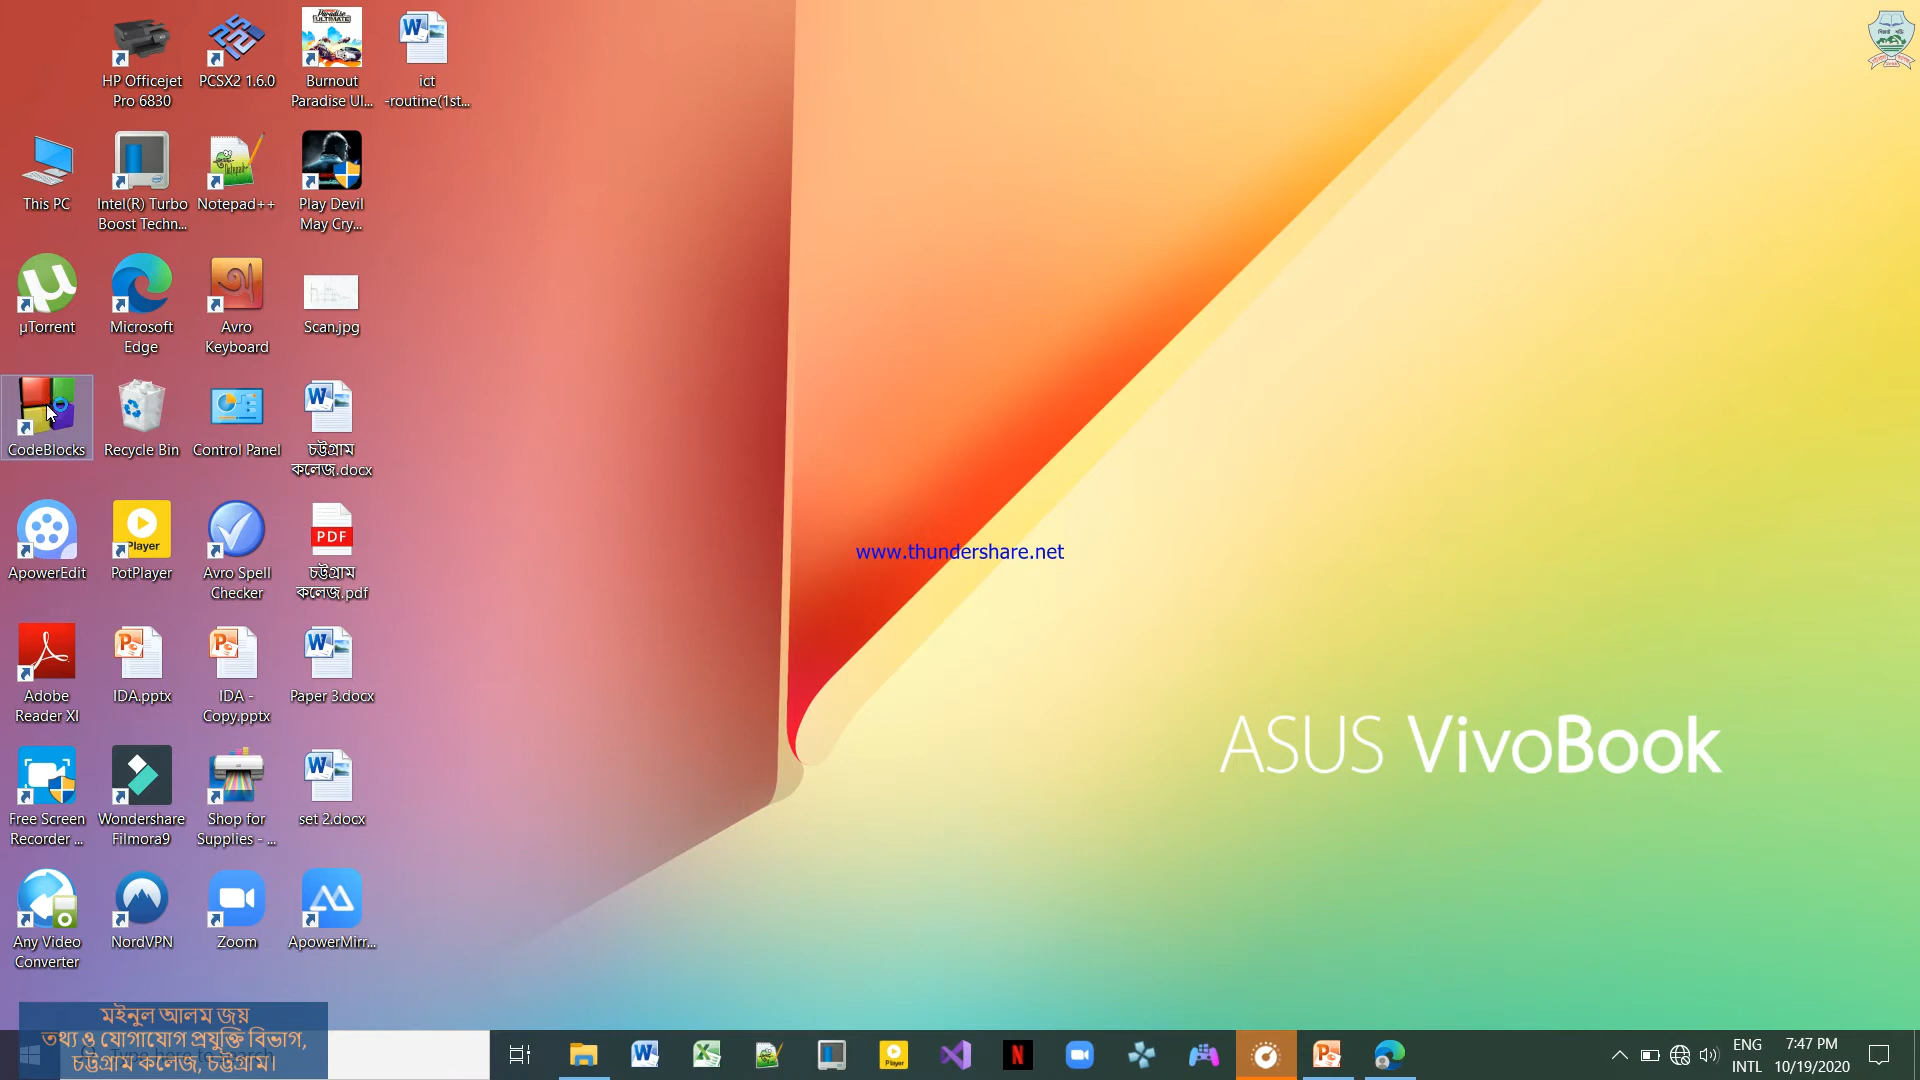 HP Officejet
Pro 6830
PCSX2 1.6.0
Burnout
Paradise Ul...
ict
-routine(1st...
This PC
Intel(R) Turbo
Boost Techn...
Notepad++
Play Devil
May Cry...
µTorrent
Microsoft
Edge
Avro
Keyboard
Scan.jpg
CodeBlocks
Recycle Bin
Control Panel
চট্টগ্রাম
কলেজ.docx
ApowerEdit
Player
PotPlayer
Avro Spell
Checker
PDF
চট্টগ্রাম
কলেজ.pdf
Adobe
Reader XI
IDA.pptx
IDA -
Copy.pptx
Paper 3.docx
Free Screen
Recorder ...
Wondershare
Filmora9
Shop for
Supplies - ...
set 2.docx
Any Video
Converter
NordVPN
Zoom
ApowerMirr...
www.thundershare.net
ASUS VivoBook
মইনুল আলম জয়
তথ্য ও যোগাযোগ প্রযুক্তি বিভাগ,
চট্টগ্রাম কলেজ, চট্টগ্রাম।
ENG
INTL
7:47 PM
10/19/2020